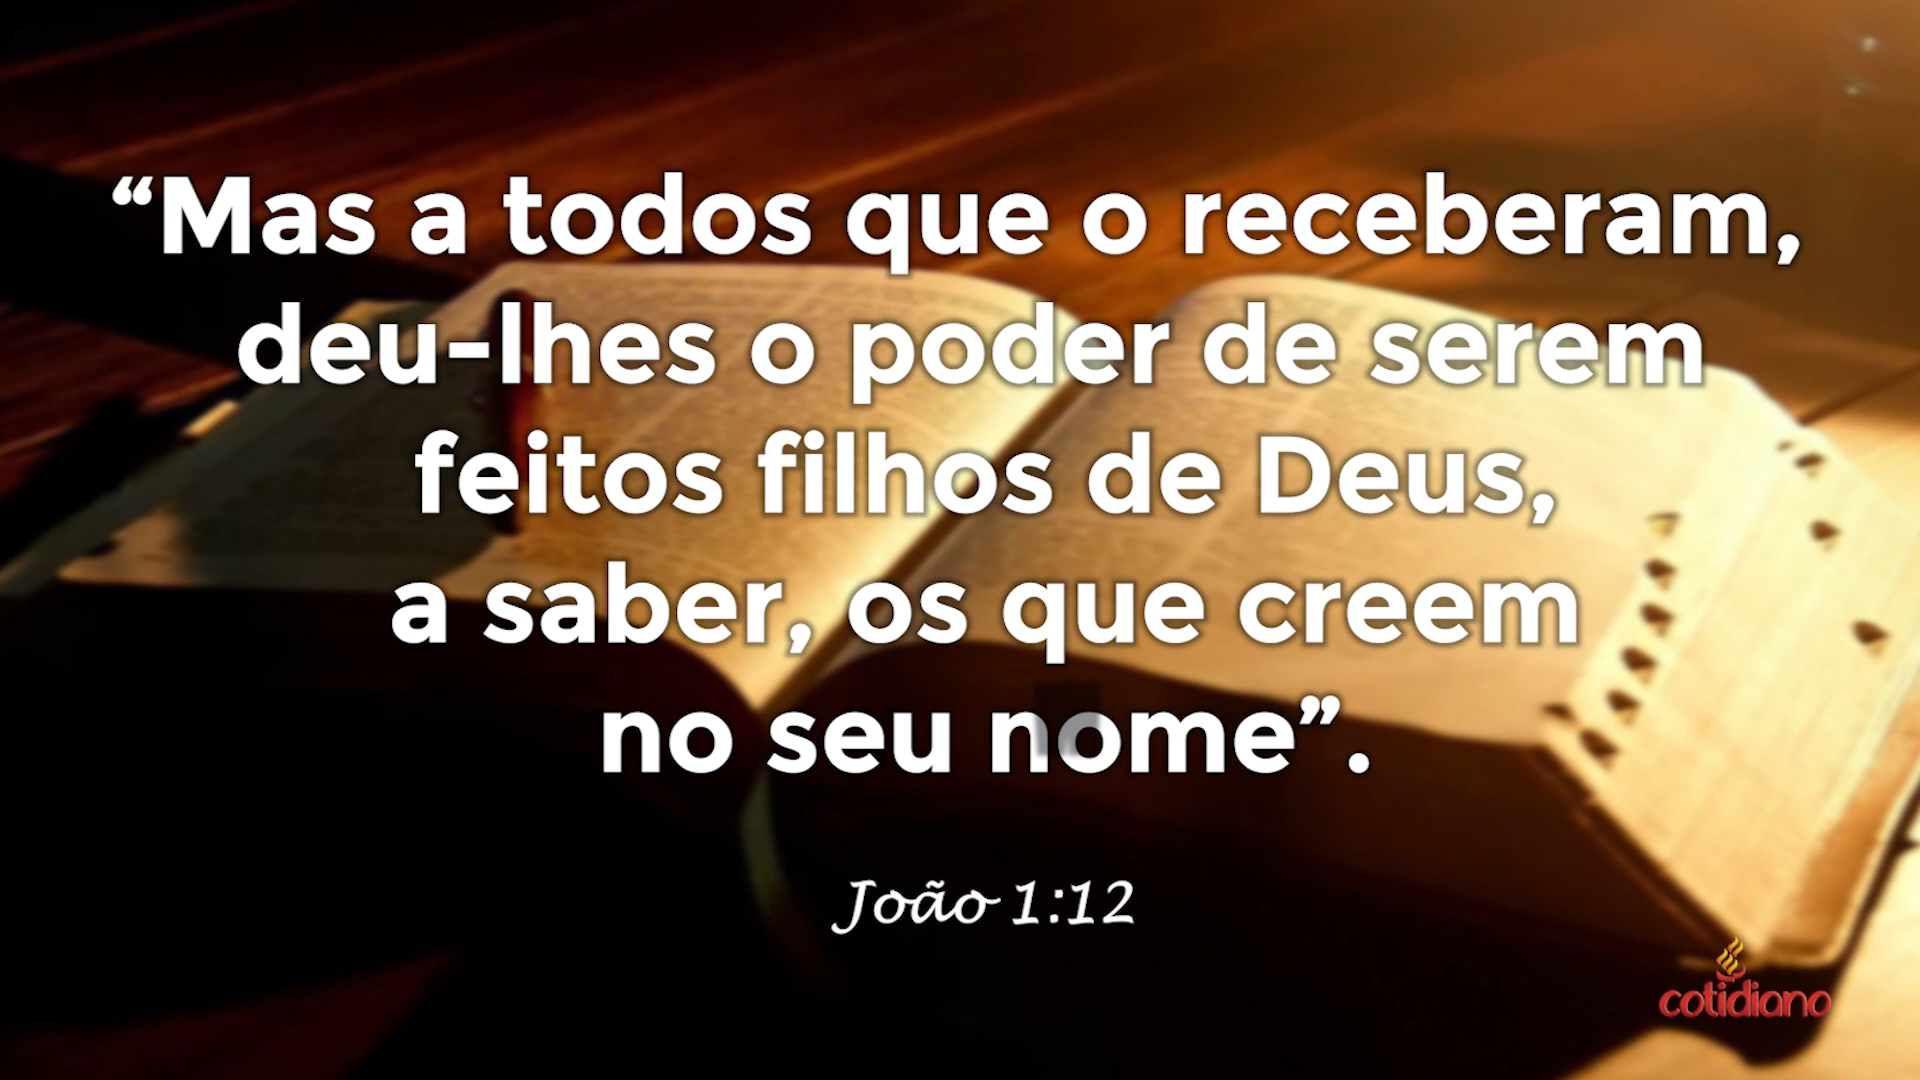 “Mas a todos que o receberam,
deu-lhes o poder de serem
feitos filhos de Deus,
a saber, os que creem
no seu nome”.
João 1:12
cotidiano